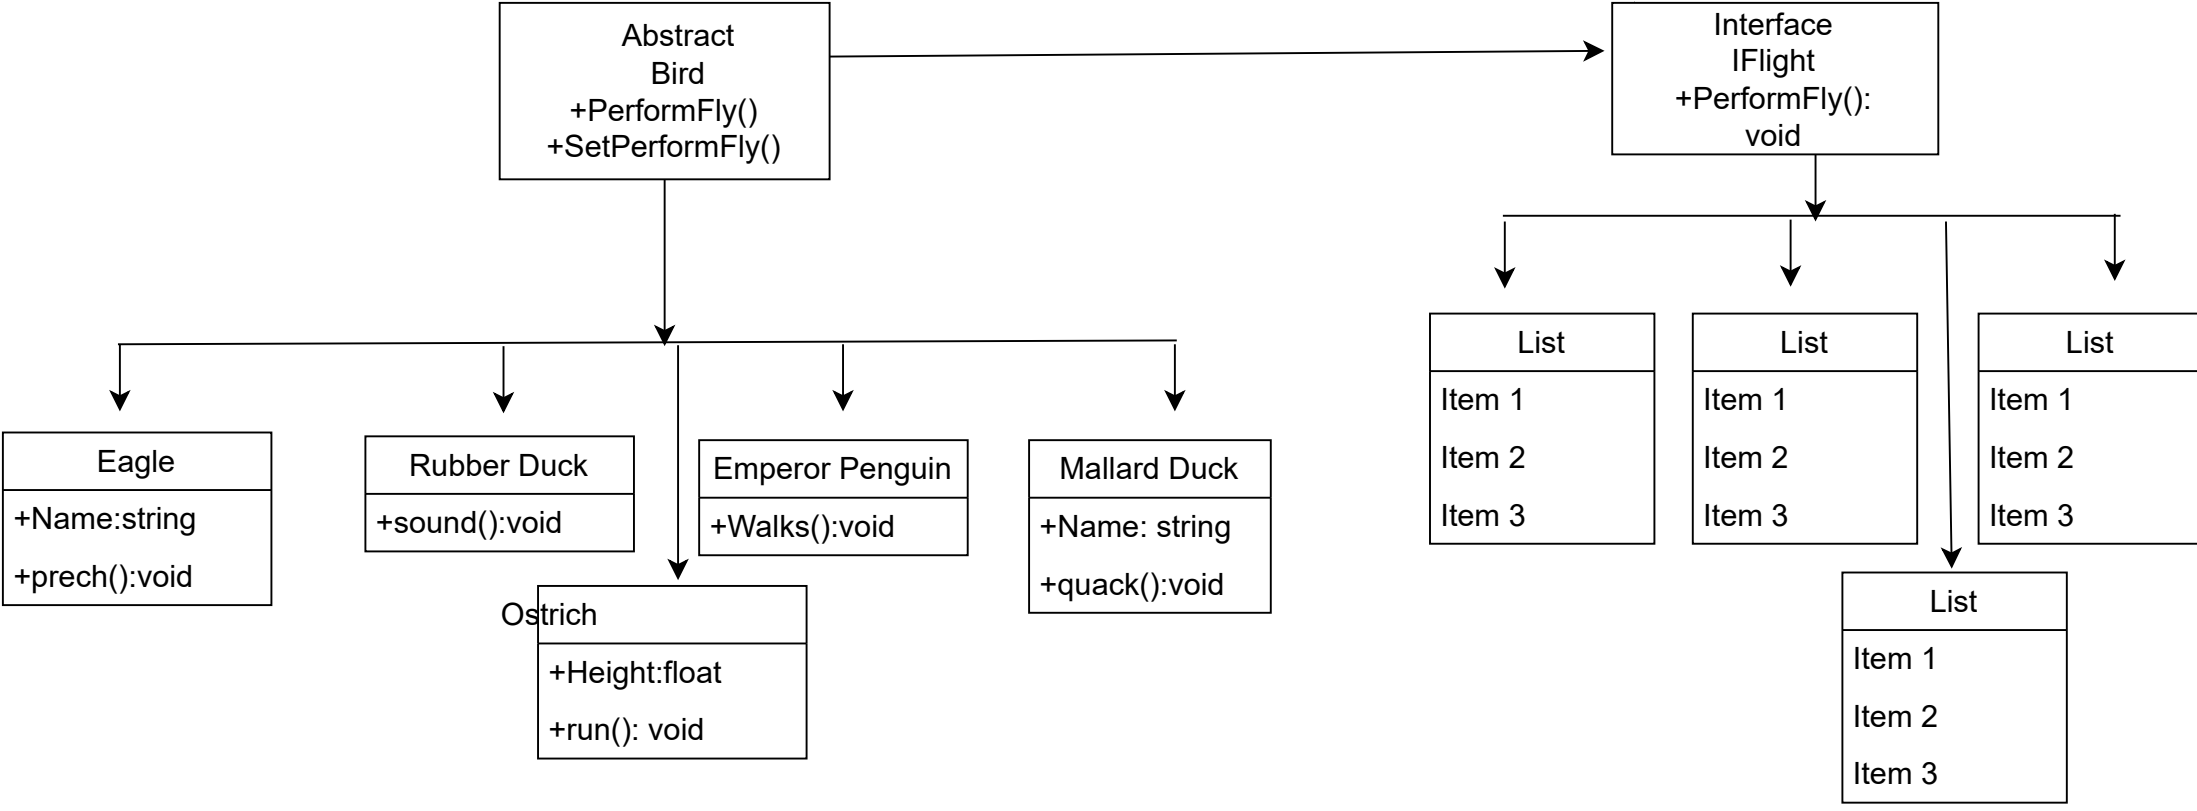 Abstract
Bird
+PerformFly()
+SetPerformFly()
Interface
IFlight
+PerformFly():
void
Eagle
+Name:string
+prech():void
Rubber Duck
+sound():void
Ostrich
+Height:float
+run(): void
Emperor Penguin
+Walks():void
Mallard Duck
+Name: string
+quack():void
List
Item 1
Item 2
Item 3
List
Item 1
Item 2
Item 3
List
Item 1
Item 2
Item 3
List
Item 1
Item 2
Item 3